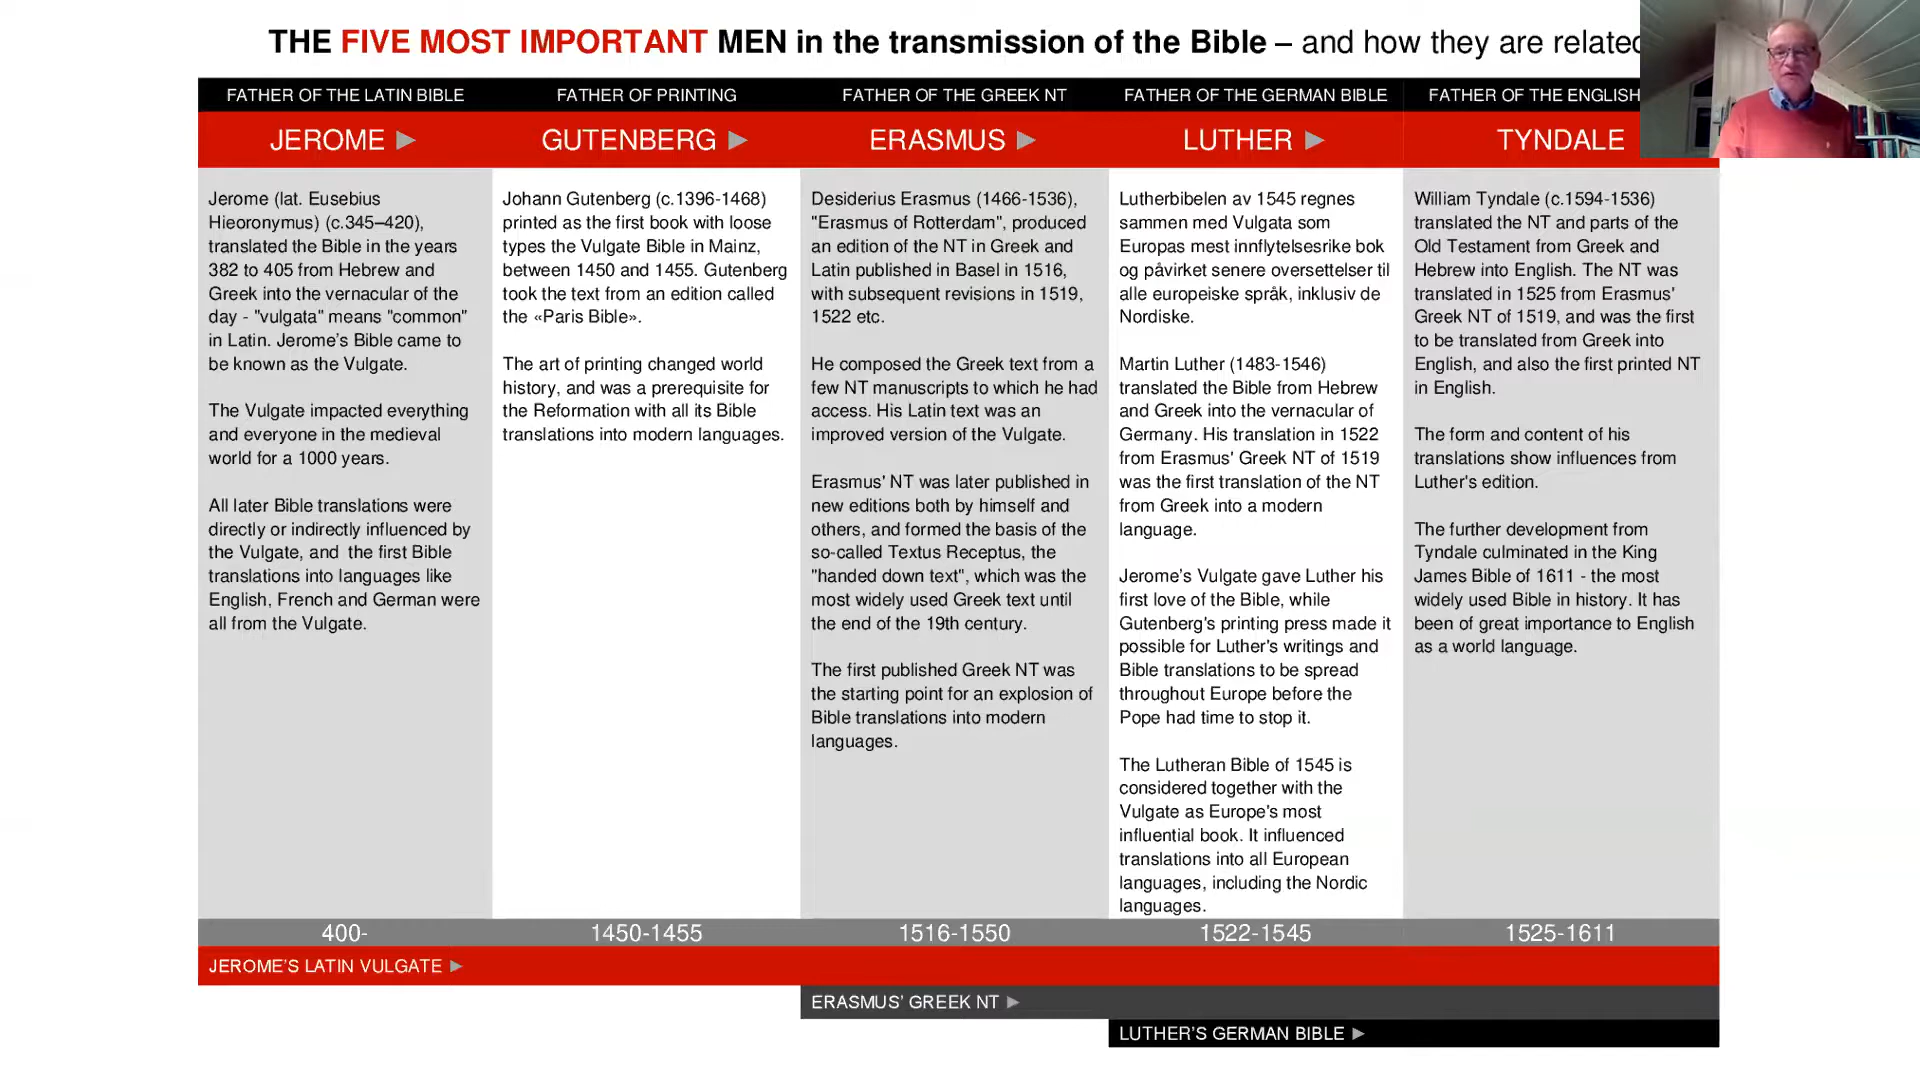 THE FIVE MOST IMPORTANT MEN in the transmission of the Bible – and how they are related
FATHER OF THE LATIN BIBLE
JEROME ►
Jerome (lat. Eusebius
Hieoronymus) (c.345–420),
translated the Bible in the years
382 to 405 from Hebrew and
Greek into the vernacular of the
day - "vulgata" means "common"
in Latin. Jerome's Bible came to
be known as the Vulgate.
The Vulgate impacted everything
and everyone in the medieval
world for a 1000 years.
All later Bible translations were
directly or indirectly influenced by
the Vulgate, and the first Bible
translations into languages like
English, French and German were
all from the Vulgate.
400-
FATHER OF PRINTING
GUTENBERG ►
Johann Gutenberg (c.1396-1468)
printed as the first book with loose
types the Vulgate Bible in Mainz,
between 1450 and 1455. Gutenberg
took the text from an edition called
the «Paris Bible».
The art of printing changed world
history, and was a prerequisite for
the Reformation with all its Bible
translations into modern languages.
1450-1455
FATHER OF THE GREEK NT
ERASMUS ►
Desiderius Erasmus (1466-1536),
"Erasmus of Rotterdam", produced
an edition of the NT in Greek and
Latin published in Basel in 1516,
with subsequent revisions in 1519,
1522 etc.
He composed the Greek text from a
few NT manuscripts to which he had
access. His Latin text was an
improved version of the Vulgate.
Erasmus' NT was later published in
new editions both by himself and
others, and formed the basis of the
so-called Textus Receptus, the
"handed down text", which was the
most widely used Greek text until
the end of the 19th century.
The first published Greek NT was
the starting point for an explosion of
Bible translations into modern
languages.
1516-1550
FATHER OF THE GERMAN BIBLE
LUTHER ►
Lutherbibelen av 1545 regnes
sammen med Vulgata som
Europas mest innflytelsesrike bok
og påvirket senere oversettelser til
alle europeiske språk, inklusiv de
Nordiske.
Martin Luther (1483-1546)
translated the Bible from Hebrew
and Greek into the vernacular of
Germany. His translation in 1522
from Erasmus' Greek NT of 1519
was the first translation of the NT
from Greek into a modern
language.
Jerome's Vulgate gave Luther his
first love of the Bible, while
Gutenberg's printing press made it
possible for Luther's writings and
Bible translations to be spread
throughout Europe before the
Pope had time to stop it.
The Lutheran Bible of 1545 is
considered together with the
Vulgate as Europe's most
influential book. It influenced
translations into all European
languages, including the Nordic
languages.
1522-1545
FATHER OF THE ENGLISH
TYNDALE
William Tyndale (c.1594-1536)
translated the NT and parts of the
Old Testament from Greek and
Hebrew into English. The NT was
translated in 1525 from Erasmus'
Greek NT of 1519, and was the first
to be translated from Greek into
English, and also the first printed NT
in English.
The form and content of his
translations show influences from
Luther's edition.
The further development from
Tyndale culminated in the King
James Bible of 1611 - the most
widely used Bible in history. It has
been of great importance to English
as a world language.
1525-1611
JEROME'S LATIN VULGATE ►
ERASMUS' GREEK NT ►
LUTHER'S GERMAN BIBLE ►